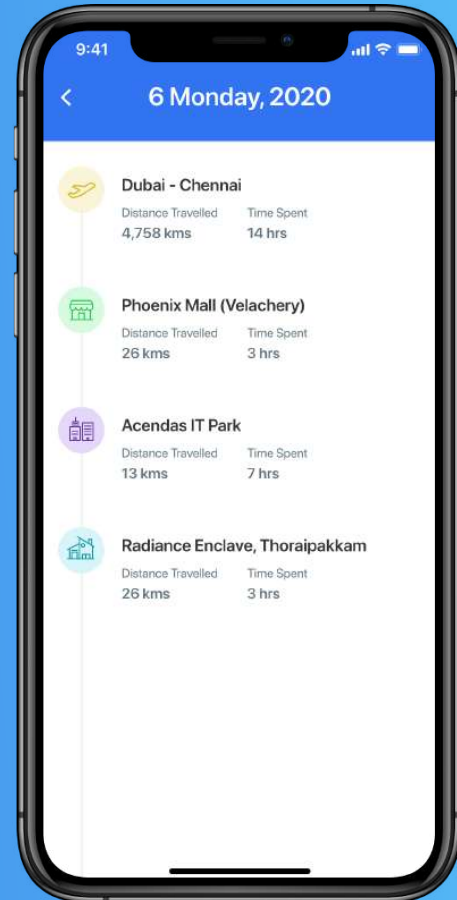 9:41
6 Monday, 2020
Dubai - Chennai
Distance Travelled Time Spent
4,758 kms 14 hrs
Phoenix Mall (Velachery)
Distance Travelled Time Spent
26 kms 3 hrs
Acendas IT Park
Distance Travelled Time Spent
13 kms 7 hrs
Radiance Enclave, Thoraipakkam
Distance Travelled Time Spent
26 kms 3 hrs